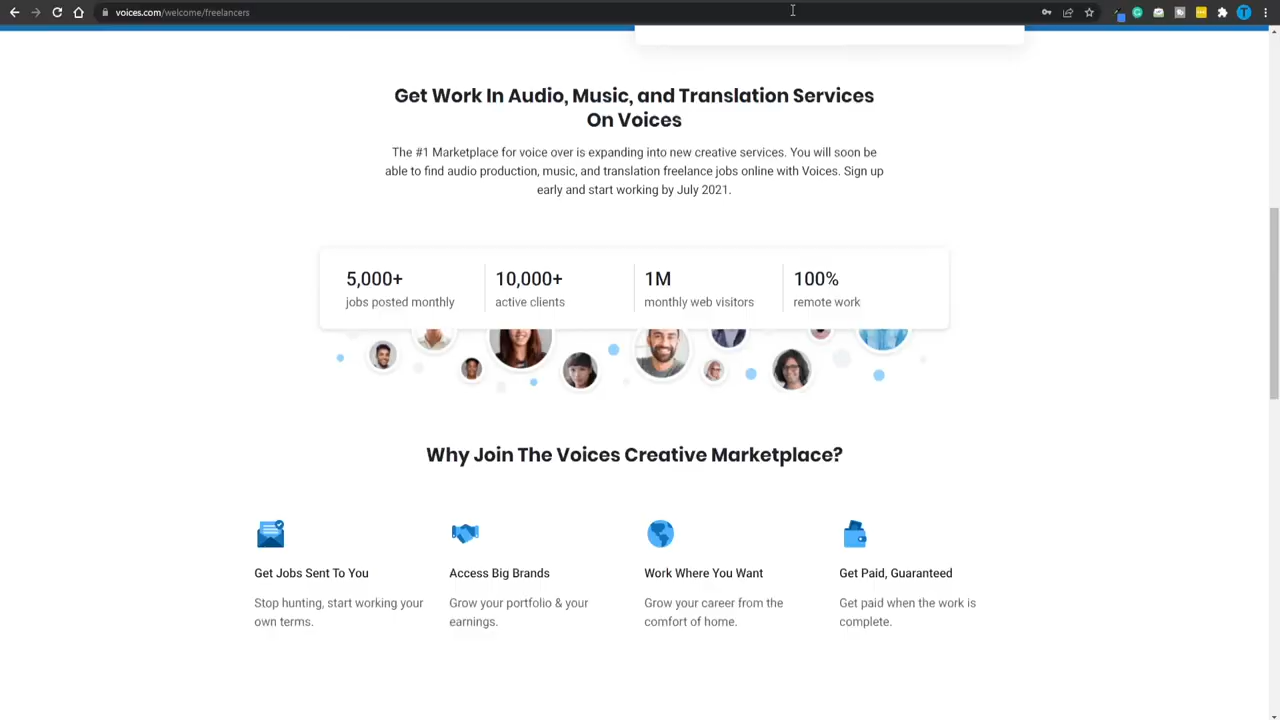 voices.com/welcome/freelancers
T
Get Work In Audio, Music, and Translation Services
On Voices
The #1 Marketplace for voice over is expanding into new creative services. You will soon be
able to find audio production, music, and translation freelance jobs online with Voices. Sign up
early and start working by July 2021.
5,000+ 10,000+ 1M 100%
jobs posted monthly active clients monthly web visitors remote work
Why Join The Voices Creative Marketplace?
Get Jobs Sent To You Access Big Brands Work Where You Want Get Paid, Guaranteed
Stop hunting, start working your Grow your portfolio & your Grow your career from the Get paid when the work is
own terms. earnings. comfort of home. complete.